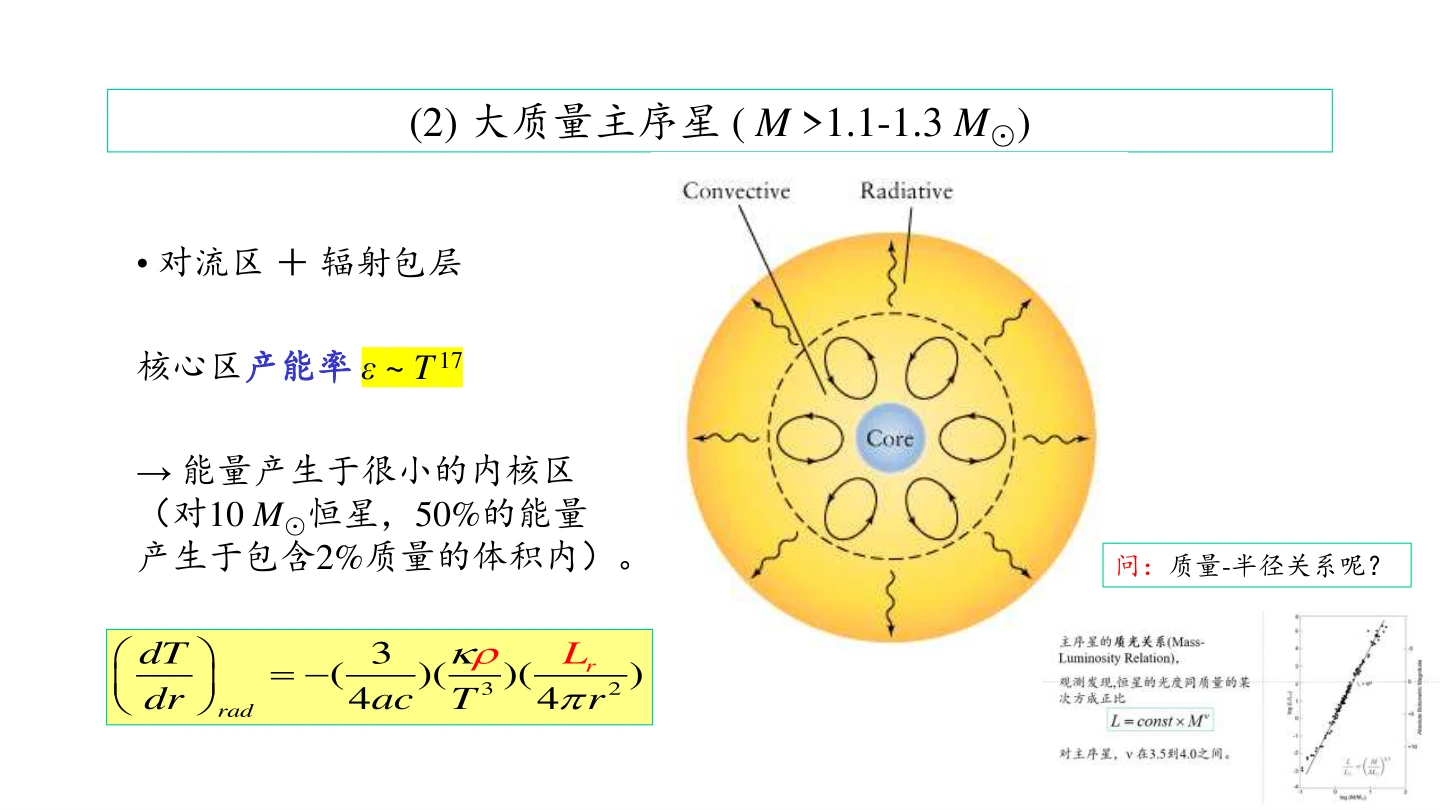 (2) 大质量主序星 ( M >1.1-1.3 M☉)
Convective Radiative
• 对流区 ＋ 辐射包层
核心区产能率 ε ~ T¹⁷
Core
→ 能量产生于很小的内核区
（对10 M☉恒星，50%的能量
产生于包含2%质量的体积内）。
问：质量-半径关系呢？
(dT/dr)rad = −(3/4ac)(κρ/T³)(Lr/4πr²)
主序星的质光关系(Mass-
Luminosity Relation)，
观测发现,恒星的光度同质量的某
次方成正比
L = const × Mᵛ
对主序星，ν 在3.5到4.0之间。
log (M/M☉)